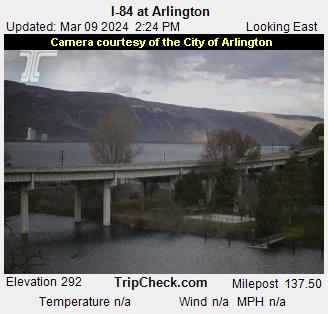 I-84 at Arlington
Updated: Mar 09 2024 2:24 PM Looking East
Camera courtesy of the City of Arlington
Elevation 292 TripCheck.com Milepost 137.50
Temperature n/a Wind n/a MPH n/a